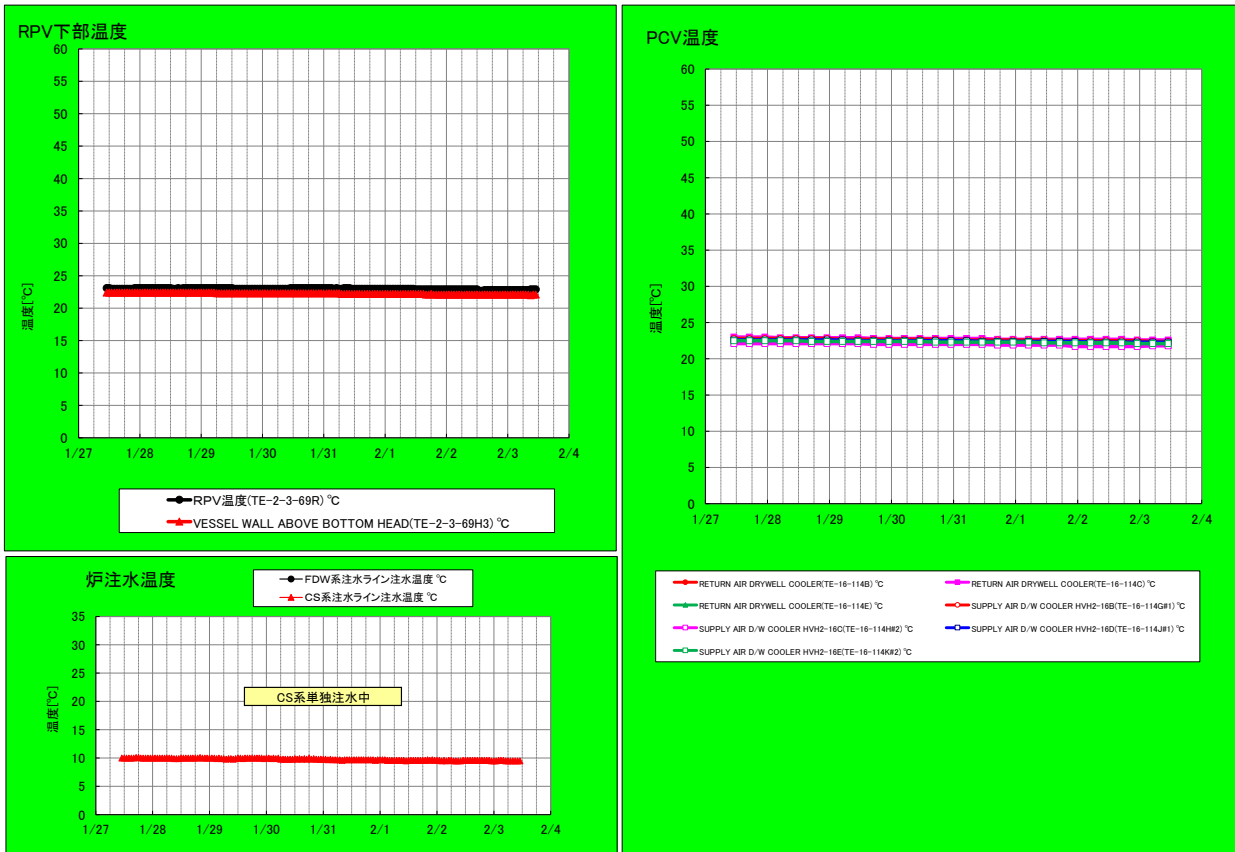 RPV下部温度
60
55
50
45
40
35
30
25
20
15
10
5
0
温度[℃]
1/27 1/28 1/29 1/30 1/31 2/1 2/2 2/3 2/4
RPV温度(TE-2-3-69R) ℃
VESSEL WALL ABOVE BOTTOM HEAD(TE-2-3-69H3) ℃
炉注水温度
FDW系注水ライン注水温度 ℃
CS系注水ライン注水温度 ℃
35
30
25
20
15
10
5
0
温度[℃]
CS系単独注水中
1/27 1/28 1/29 1/30 1/31 2/1 2/2 2/3 2/4
PCV温度
60
55
50
45
40
35
30
25
20
15
10
5
0
温度[℃]
1/27 1/28 1/29 1/30 1/31 2/1 2/2 2/3 2/4
RETURN AIR DRYWELL COOLER(TE-16-114B) ℃
RETURN AIR DRYWELL COOLER(TE-16-114C) ℃
RETURN AIR DRYWELL COOLER(TE-16-114E) ℃
SUPPLY AIR D/W COOLER HVH2-16B(TE-16-114G#1) ℃
SUPPLY AIR D/W COOLER HVH2-16C(TE-16-114H#2) ℃
SUPPLY AIR D/W COOLER HVH2-16D(TE-16-114J#1) ℃
SUPPLY AIR D/W COOLER HVH2-16E(TE-16-114K#2) ℃